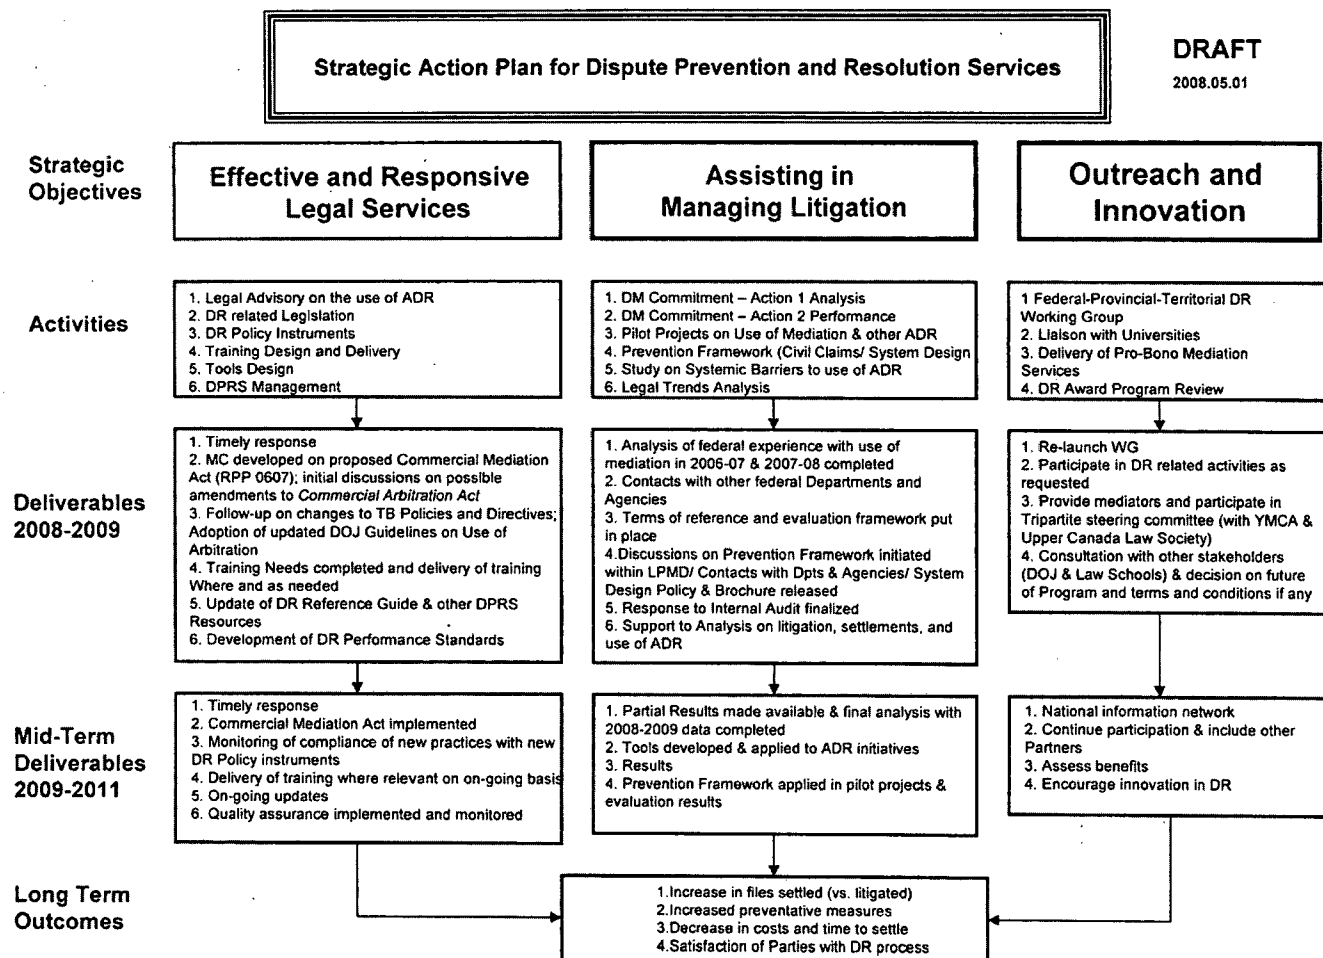 Strategic Action Plan for Dispute Prevention and Resolution Services
DRAFT
2008.05.01
Strategic
Objectives
Effective and Responsive
Legal Services
Assisting in
Managing Litigation
Outreach and
Innovation
Activities
1. Legal Advisory on the use of ADR
2. DR related Legislation
3. DR Policy Instruments
4. Training Design and Delivery
5. Tools Design
6. DPRS Management
1. DM Commitment – Action 1 Analysis
2. DM Commitment – Action 2 Performance
3. Pilot Projects on Use of Mediation & other ADR
4. Prevention Framework (Civil Claims/ System Design
5. Study on Systemic Barriers to use of ADR
6. Legal Trends Analysis
1 Federal-Provincial-Territorial DR
Working Group
2. Liaison with Universities
3. Delivery of Pro-Bono Mediation
Services
4. DR Award Program Review
Deliverables
2008-2009
1. Timely response
2. MC developed on proposed Commercial Mediation
Act (RPP 0607); initial discussions on possible
amendments to Commercial Arbitration Act
3. Follow-up on changes to TB Policies and Directives;
Adoption of updated DOJ Guidelines on Use of
Arbitration
4. Training Needs completed and delivery of training
Where and as needed
5. Update of DR Reference Guide & other DPRS
Resources
6. Development of DR Performance Standards
1. Analysis of federal experience with use of
mediation in 2006-07 & 2007-08 completed
2. Contacts with other federal Departments and
Agencies
3. Terms of reference and evaluation framework put
in place
4.Discussions on Prevention Framework initiated
within LPMD/ Contacts with Dpts & Agencies/ System
Design Policy & Brochure released
5. Response to Internal Audit finalized
6. Support to Analysis on litigation, settlements, and
use of ADR
1. Re-launch WG
2. Participate in DR related activities as
requested
3. Provide mediators and participate in
Tripartite steering committee (with YMCA &
Upper Canada Law Society)
4. Consultation with other stakeholders
(DOJ & Law Schools) & decision on future
of Program and terms and conditions if any
Mid-Term
Deliverables
2009-2011
1. Timely response
2. Commercial Mediation Act implemented
3. Monitoring of compliance of new practices with new
DR Policy instruments
4. Delivery of training where relevant on on-going basis
5. On-going updates
6. Quality assurance implemented and monitored
1. Partial Results made available & final analysis with
2008-2009 data completed
2. Tools developed & applied to ADR initiatives
3. Results
4. Prevention Framework applied in pilot projects &
evaluation results
1. National information network
2. Continue participation & include other
Partners
3. Assess benefits
4. Encourage innovation in DR
Long Term
Outcomes
1.Increase in files settled (vs. litigated)
2.Increased preventative measures
3.Decrease in costs and time to settle
4.Satisfaction of Parties with DR process